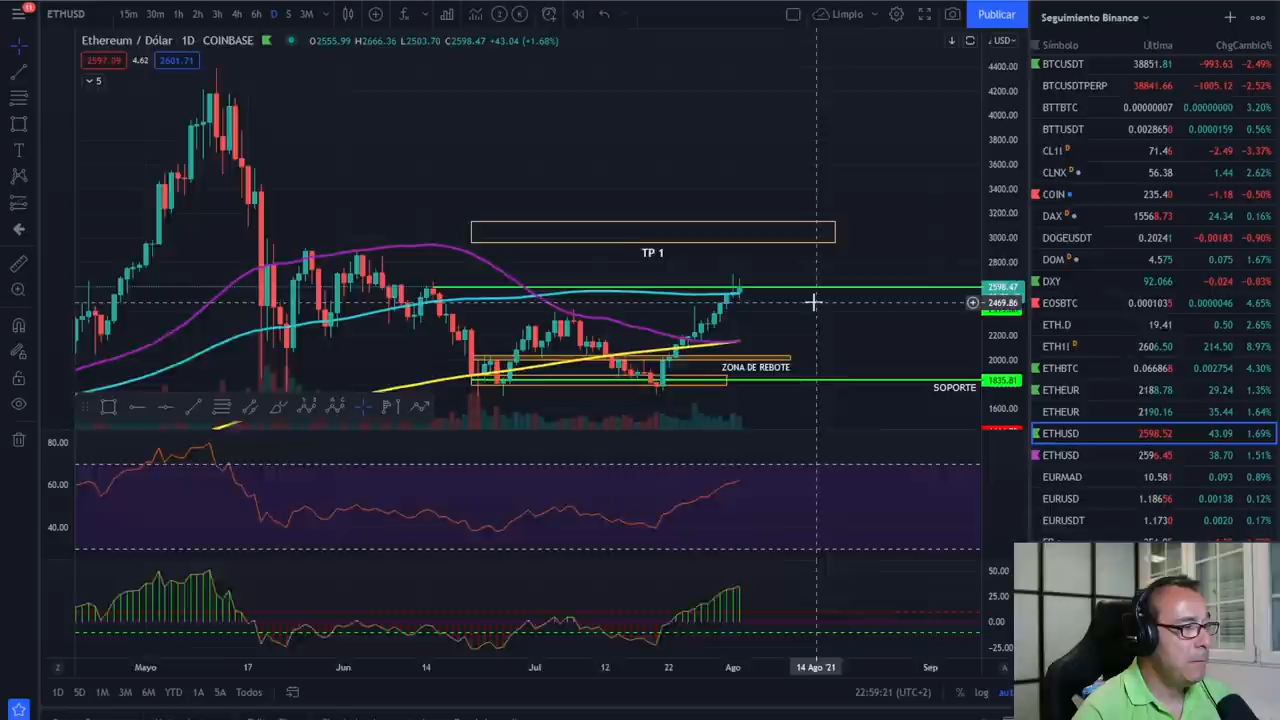 11
ETHUSD 15m 30m 1h 2h 3h 4h 6h D S 3M Limpio Publicar
Seguimiento Binance
Ethereum / Dólar 1D COINBASE O2555.99 H2666.36 L2503.70 C2598.47 +43.04 (+1.68%)
USD
2597.09 4.62 2601.71
5
Símbolo Última Chg Cambio%
BTCUSDT 38851.81 -993.63 -2.49%
BTCUSDTPERP 38841.66 -1005.12 -2.52%
BTTBTC 0.00000007 0.00000000 3.20%
BTTUSDT 0.0028650 0.0000159 0.56%
CL1! D 71.46 -2.49 -3.37%
CLNX D 56.38 1.44 2.62%
COIN 235.40 -1.18 -0.50%
DAX D 15568.73 24.34 0.16%
DOGEUSDT 0.20241 -0.00183 -0.90%
DOM D 4.575 0.075 1.67%
DXY 92.066 -0.024 -0.03%
EOSBTC 0.0001035 0.0000046 4.65%
ETH.D 19.41 0.50 2.65%
ETH1! D 2606.50 214.50 8.97%
ETHBTC 0.066868 0.002754 4.30%
ETHEUR 2188.78 29.24 1.35%
ETHEUR 2190.16 35.44 1.64%
ETHUSD 2598.52 43.09 1.69%
ETHUSD 2596.45 38.70 1.51%
EURMAD 10.581 0.093 0.89%
EURUSD 1.18656 0.00138 0.12%
EURUSDT 1.1730 0.0020 0.17%
4400.00
4200.00
4000.00
3800.00
3600.00
3400.00
3200.00
3000.00
2800.00
2598.47
2469.86
2200.00
2000.00
1835.81
1600.00
TP 1
ZONA DE REBOTE
SOPORTE
80.00
60.00
40.00
50.00
25.00
0.00
-25.00
Z Mayo 17 Jun 14 Jul 12 22 Ago 14 Ago '21 Sep A
1D 5D 1M 3M 6M YTD 1A 5A Todos 22:59:21 (UTC+2) % log aut